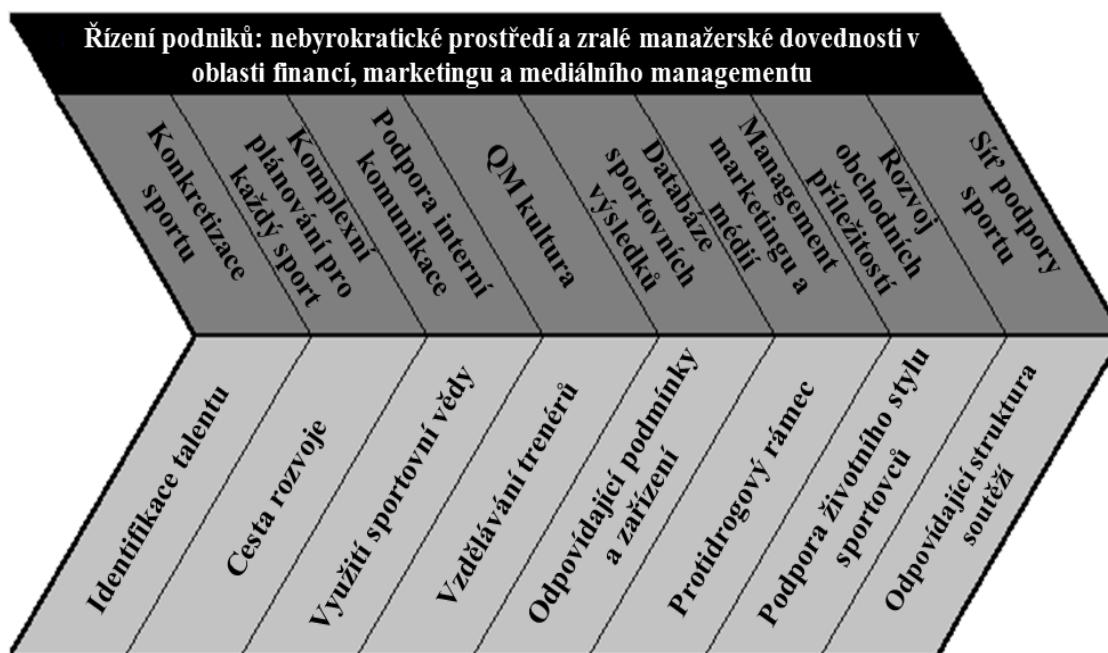 Řízení podniků: nebyrokratické prostředí a zralé manažerské dovednosti v
oblasti financí, marketingu a mediálního managementu
Konkretizace
sportu
Komplexní
plánování pro
každý sport
Podpora interní
komunikace
QM kultura
Databáze
sportovních
výsledků
Management
marketingu a
médií
Rozvoj
obchodních
příležitostí
Síť podpory
sportu
Identifikace talentu
Cesta rozvoje
Využití sportovní vědy
Vzdělávání trenérů
Odpovídající podmínky
a zařízení
Protidrogový rámec
Podpora životního stylu
sportovců
Odpovídající struktura
soutěží